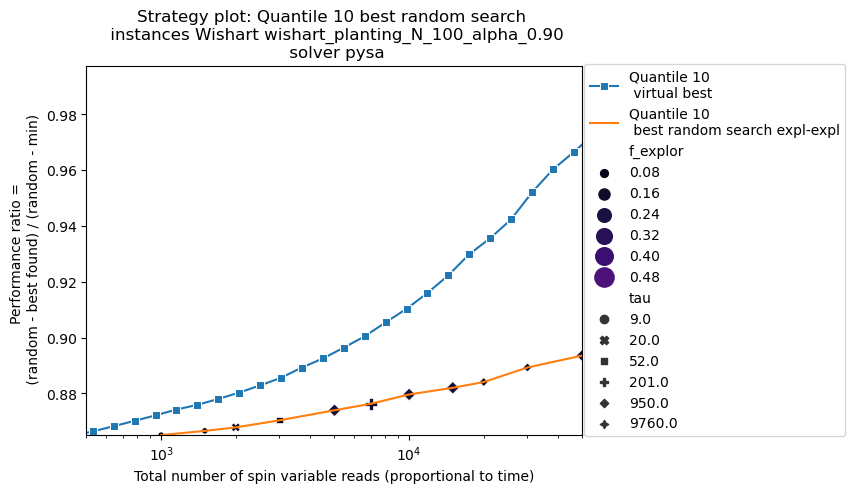 Strategy plot: Quantile 10 best random search
instances Wishart wishart_planting_N_100_alpha_0.90
solver pysa
Performance ratio =
(random - best found) / (random - min)
0.98
0.96
0.94
0.92
0.90
0.88
10^3
10^4
Total number of spin variable reads (proportional to time)
Quantile 10
virtual best
Quantile 10
best random search expl-expl
f_explor
0.08
0.16
0.24
0.32
0.40
0.48
tau
9.0
20.0
52.0
201.0
950.0
9760.0